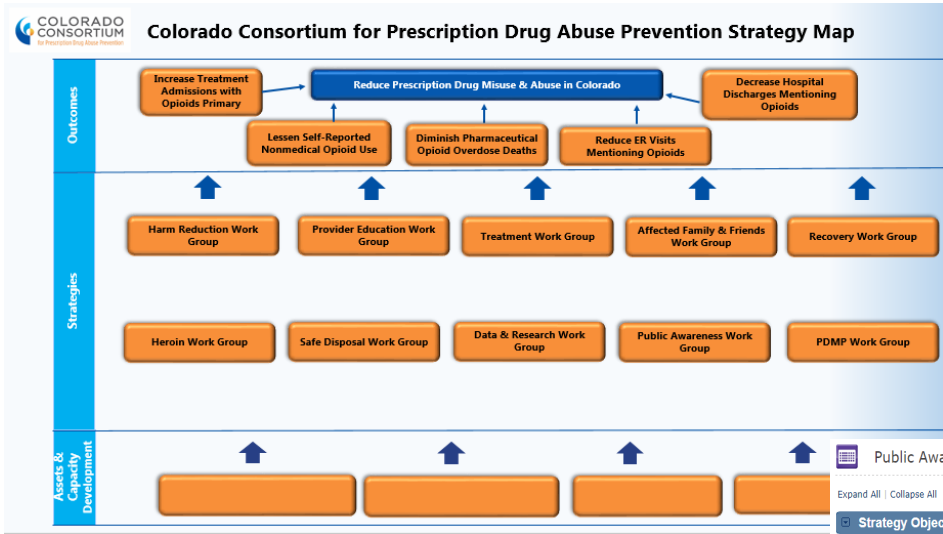 COLORADO
CONSORTIUM
for Prescription Drug Abuse Prevention
Colorado Consortium for Prescription Drug Abuse Prevention Strategy Map
Outcomes
Increase Treatment
Admissions with
Opioids Primary
Reduce Prescription Drug Misuse & Abuse in Colorado
Decrease Hospital
Discharges Mentioning
Opioids
Lessen Self-Reported
Nonmedical Opioid Use
Diminish Pharmaceutical
Opioid Overdose Deaths
Reduce ER Visits
Mentioning Opioids
Strategies
Harm Reduction Work
Group
Provider Education Work
Group
Treatment Work Group
Affected Family & Friends
Work Group
Recovery Work Group
Heroin Work Group
Safe Disposal Work Group
Data & Research Work
Group
Public Awareness Work
Group
PDMP Work Group
Assets &
Capacity
Development
Public Awa
Expand All | Collapse All
Strategy Objec